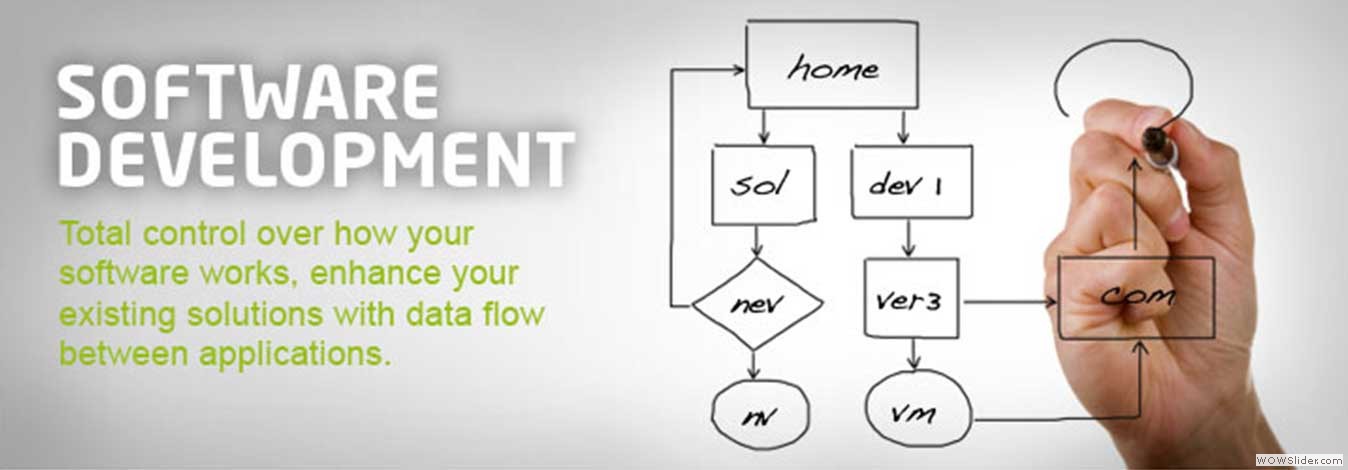 SOFTWARE
DEVELOPMENT
Total control over how your
software works, enhance your
existing solutions with data flow
between applications.
home
sol
dev 1
nev
ver3
com
nv
vm
WOWSlider.com